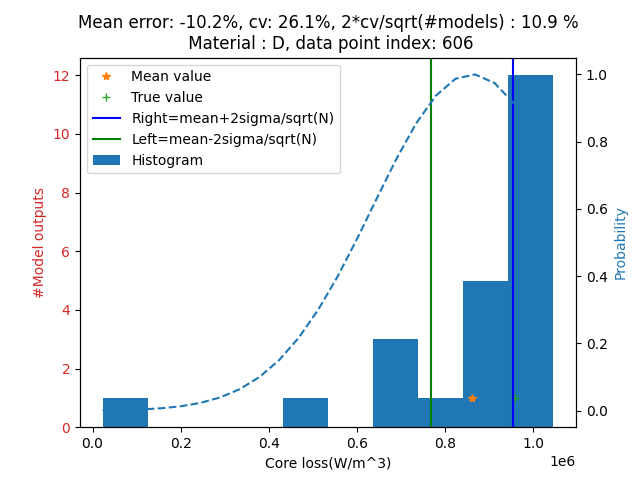 Mean error: -10.2%, cv: 26.1%, 2*cv/sqrt(#models) : 10.9 %
Material : D, data point index: 606
Mean value
True value
Right=mean+2sigma/sqrt(N)
Left=mean-2sigma/sqrt(N)
Histogram
#Model outputs
12
10
8
6
4
2
0
1.0
0.8
0.6
0.4
0.2
0.0
Probability
0.0 0.2 0.4 0.6 0.8 1.0
1e6
Core loss(W/m^3)